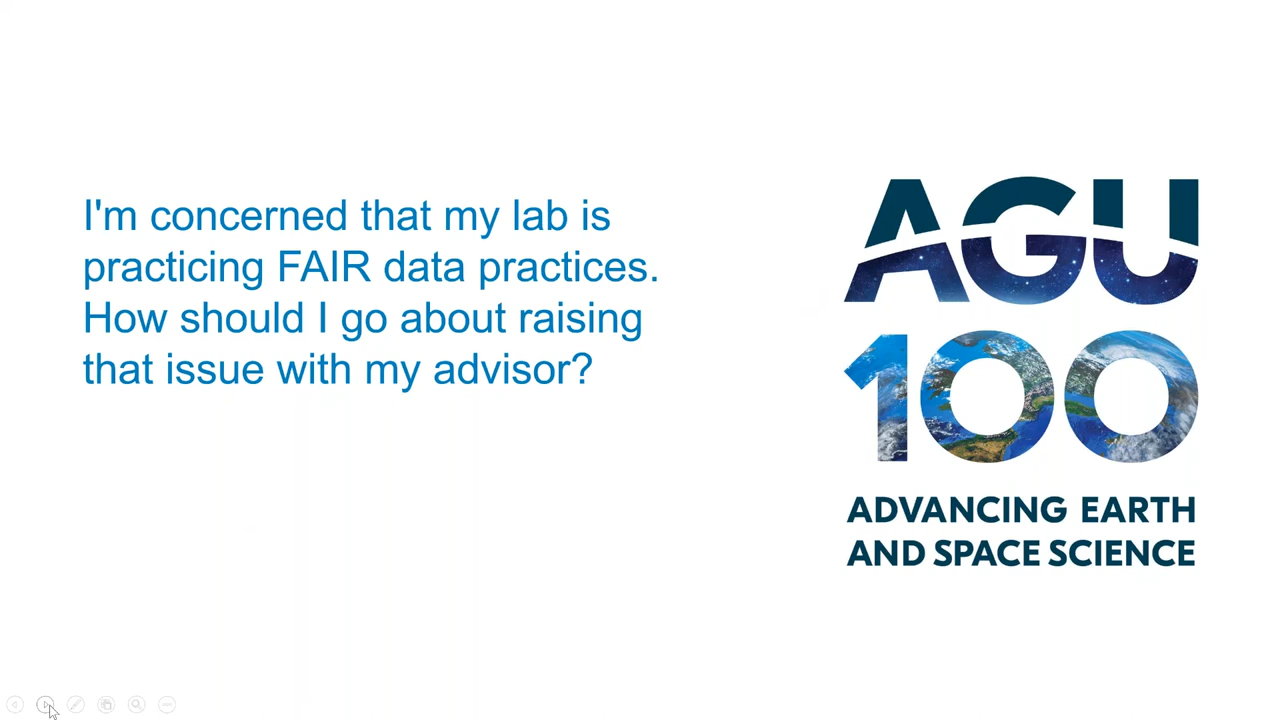 I'm concerned that my lab is
practicing FAIR data practices.
How should I go about raising
that issue with my advisor?
AGU
100
ADVANCING EARTH
AND SPACE SCIENCE